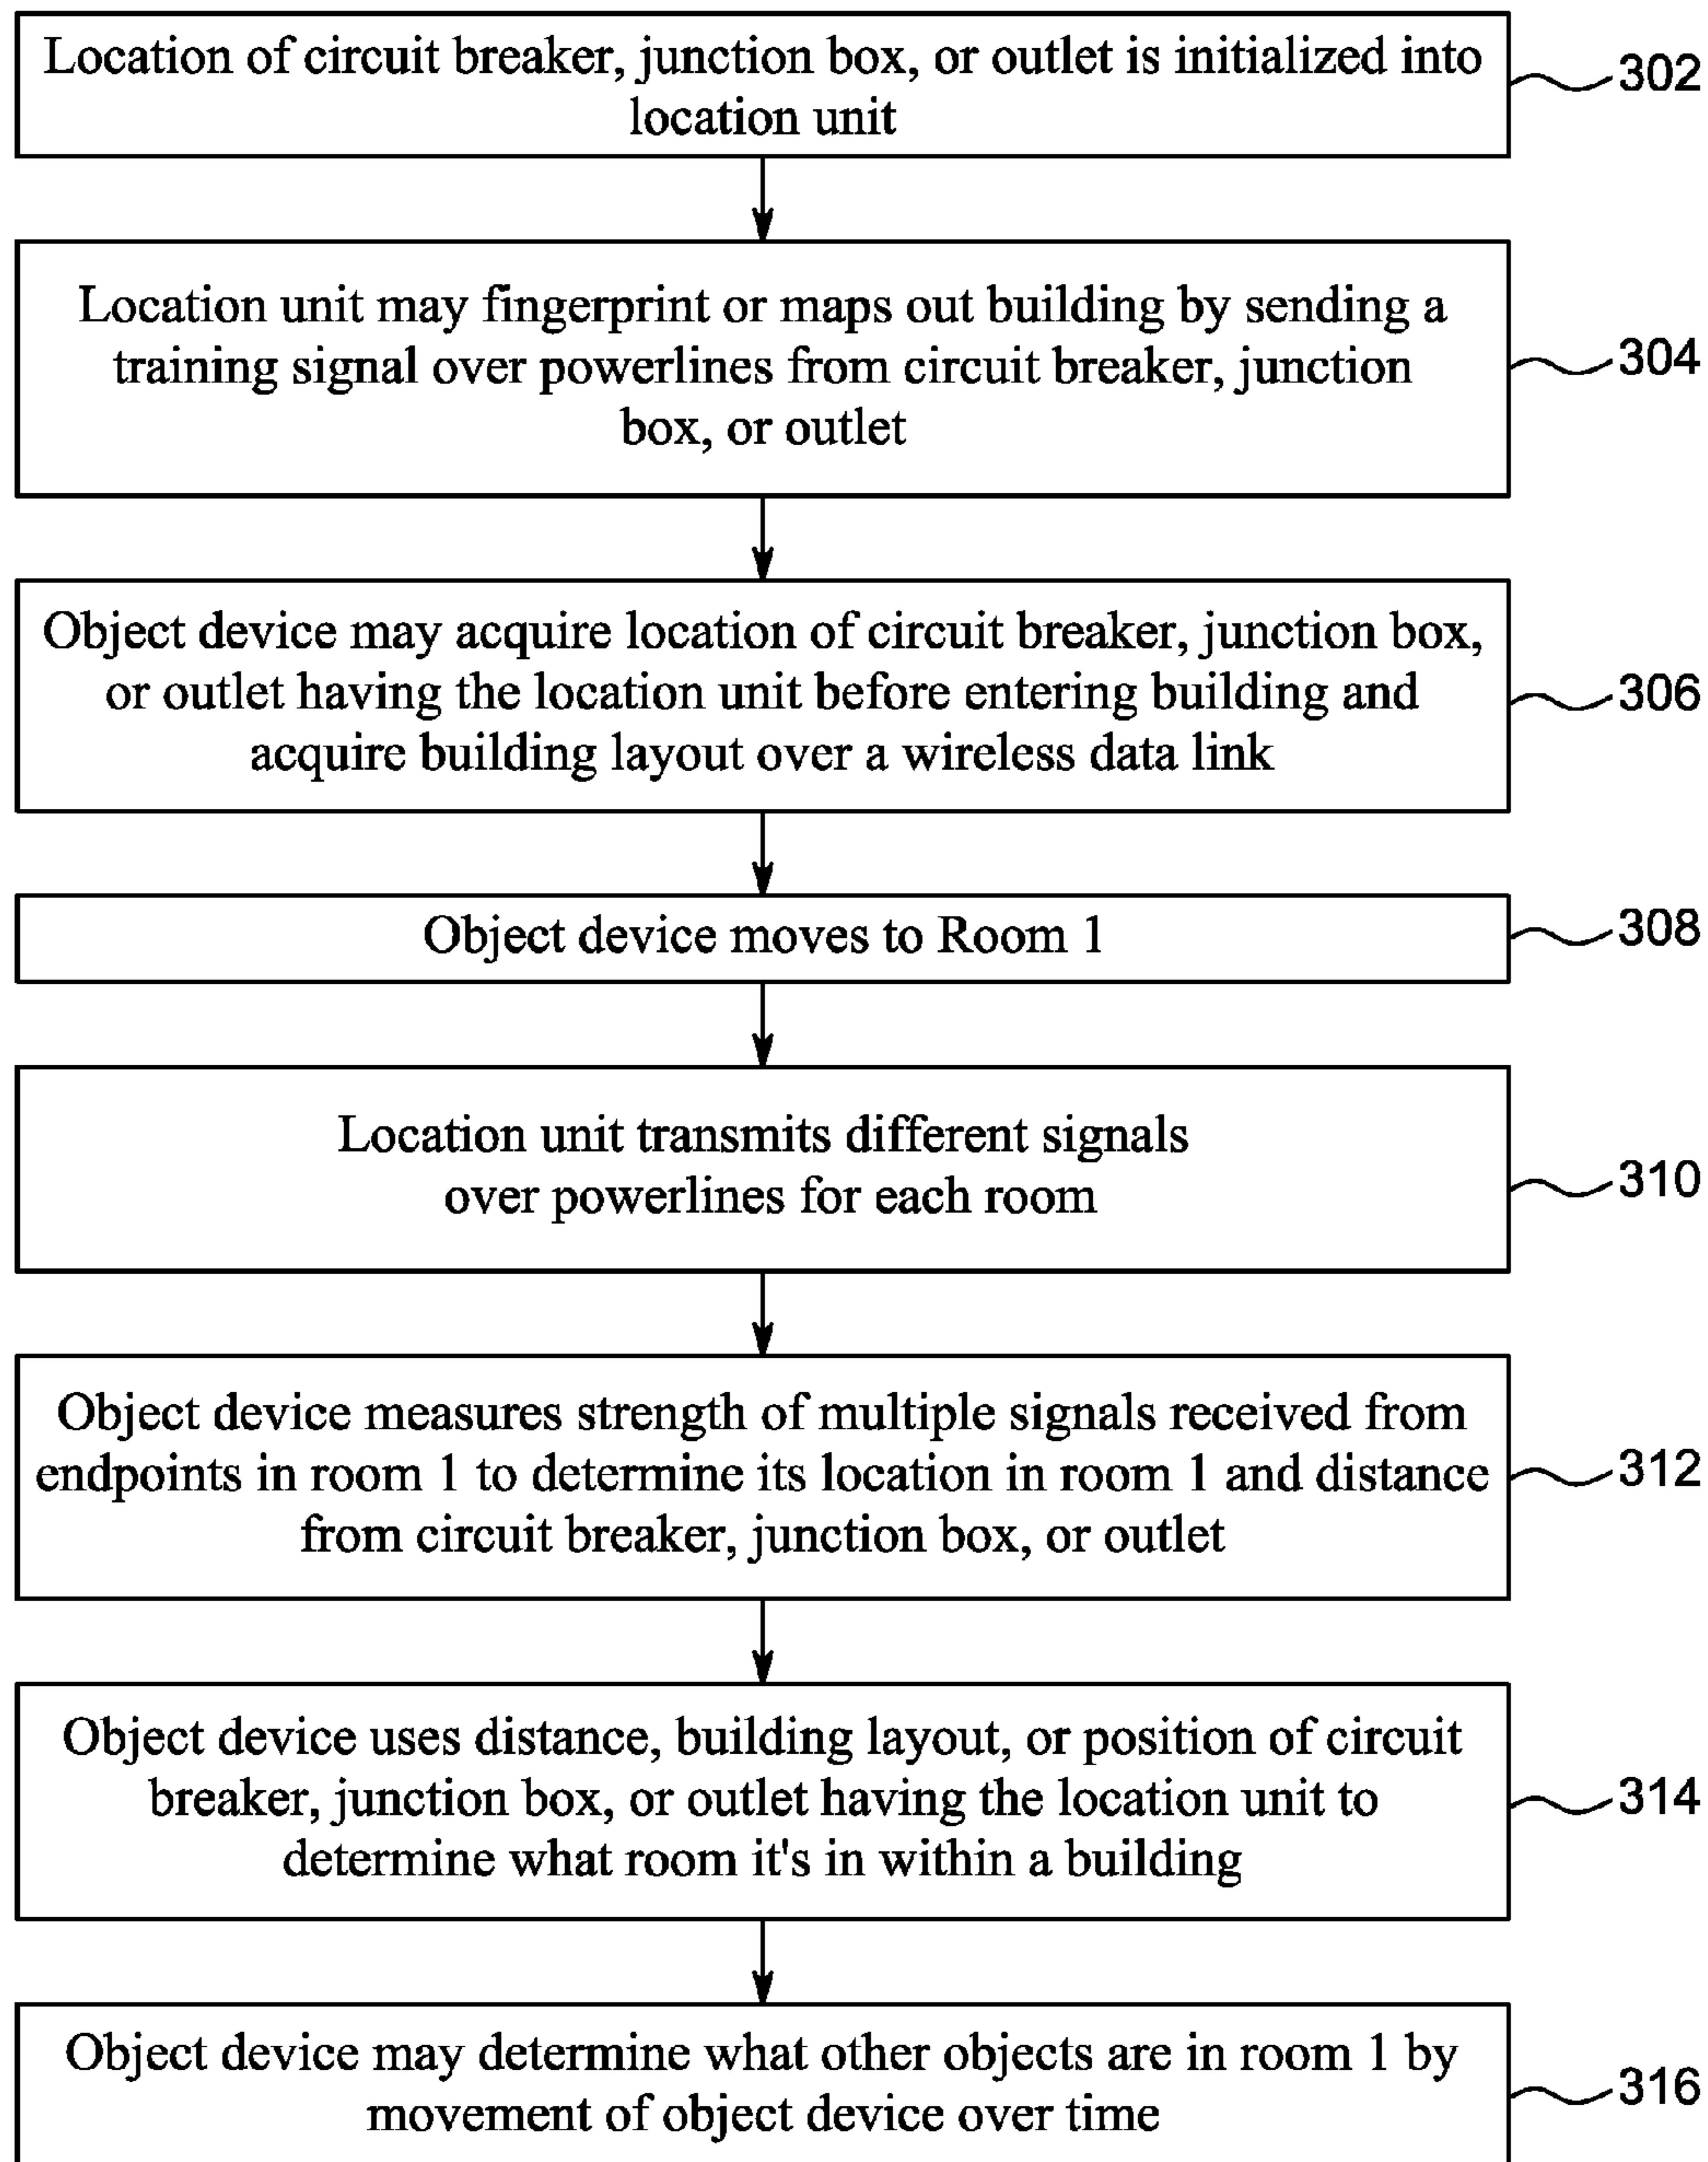 Location of circuit breaker, junction box, or outlet is initialized into
location unit
302
Location unit may fingerprint or maps out building by sending a
training signal over powerlines from circuit breaker, junction
box, or outlet
304
Object device may acquire location of circuit breaker, junction box,
or outlet having the location unit before entering building and
acquire building layout over a wireless data link
306
Object device moves to Room 1
308
Location unit transmits different signals
over powerlines for each room
310
Object device measures strength of multiple signals received from
endpoints in room 1 to determine its location in room 1 and distance
from circuit breaker, junction box, or outlet
312
Object device uses distance, building layout, or position of circuit
breaker, junction box, or outlet having the location unit to
determine what room it's in within a building
314
Object device may determine what other objects are in room 1 by
movement of object device over time
316